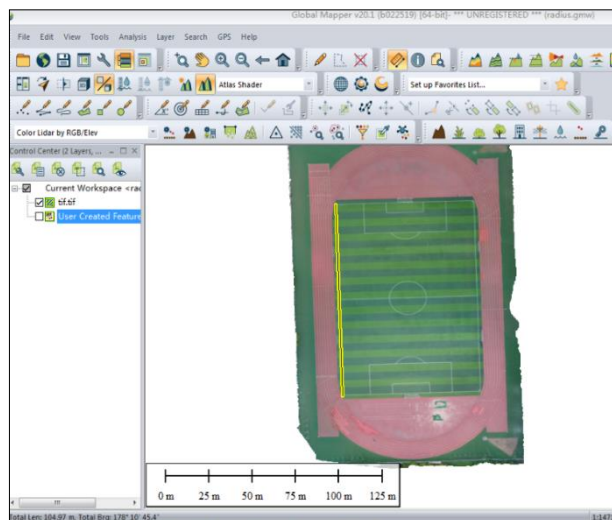 Global Mapper v20.1 (b022519) [64-bit]- *** UNREGISTERED *** (radius.gmw)
File Edit View Tools Analysis Layer Search GPS Help
Atlas Shader
Set up Favorites List...
Color Lidar by RGB/Elev
Control Center (2 Layers, ...
Current Workspace <ra
tif.tif
User Created Feature
0 m 25 m 50 m 75 m 100 m 125 m
Total Len: 104.97 m, Total Brg: 178° 10' 45.4"
1:147